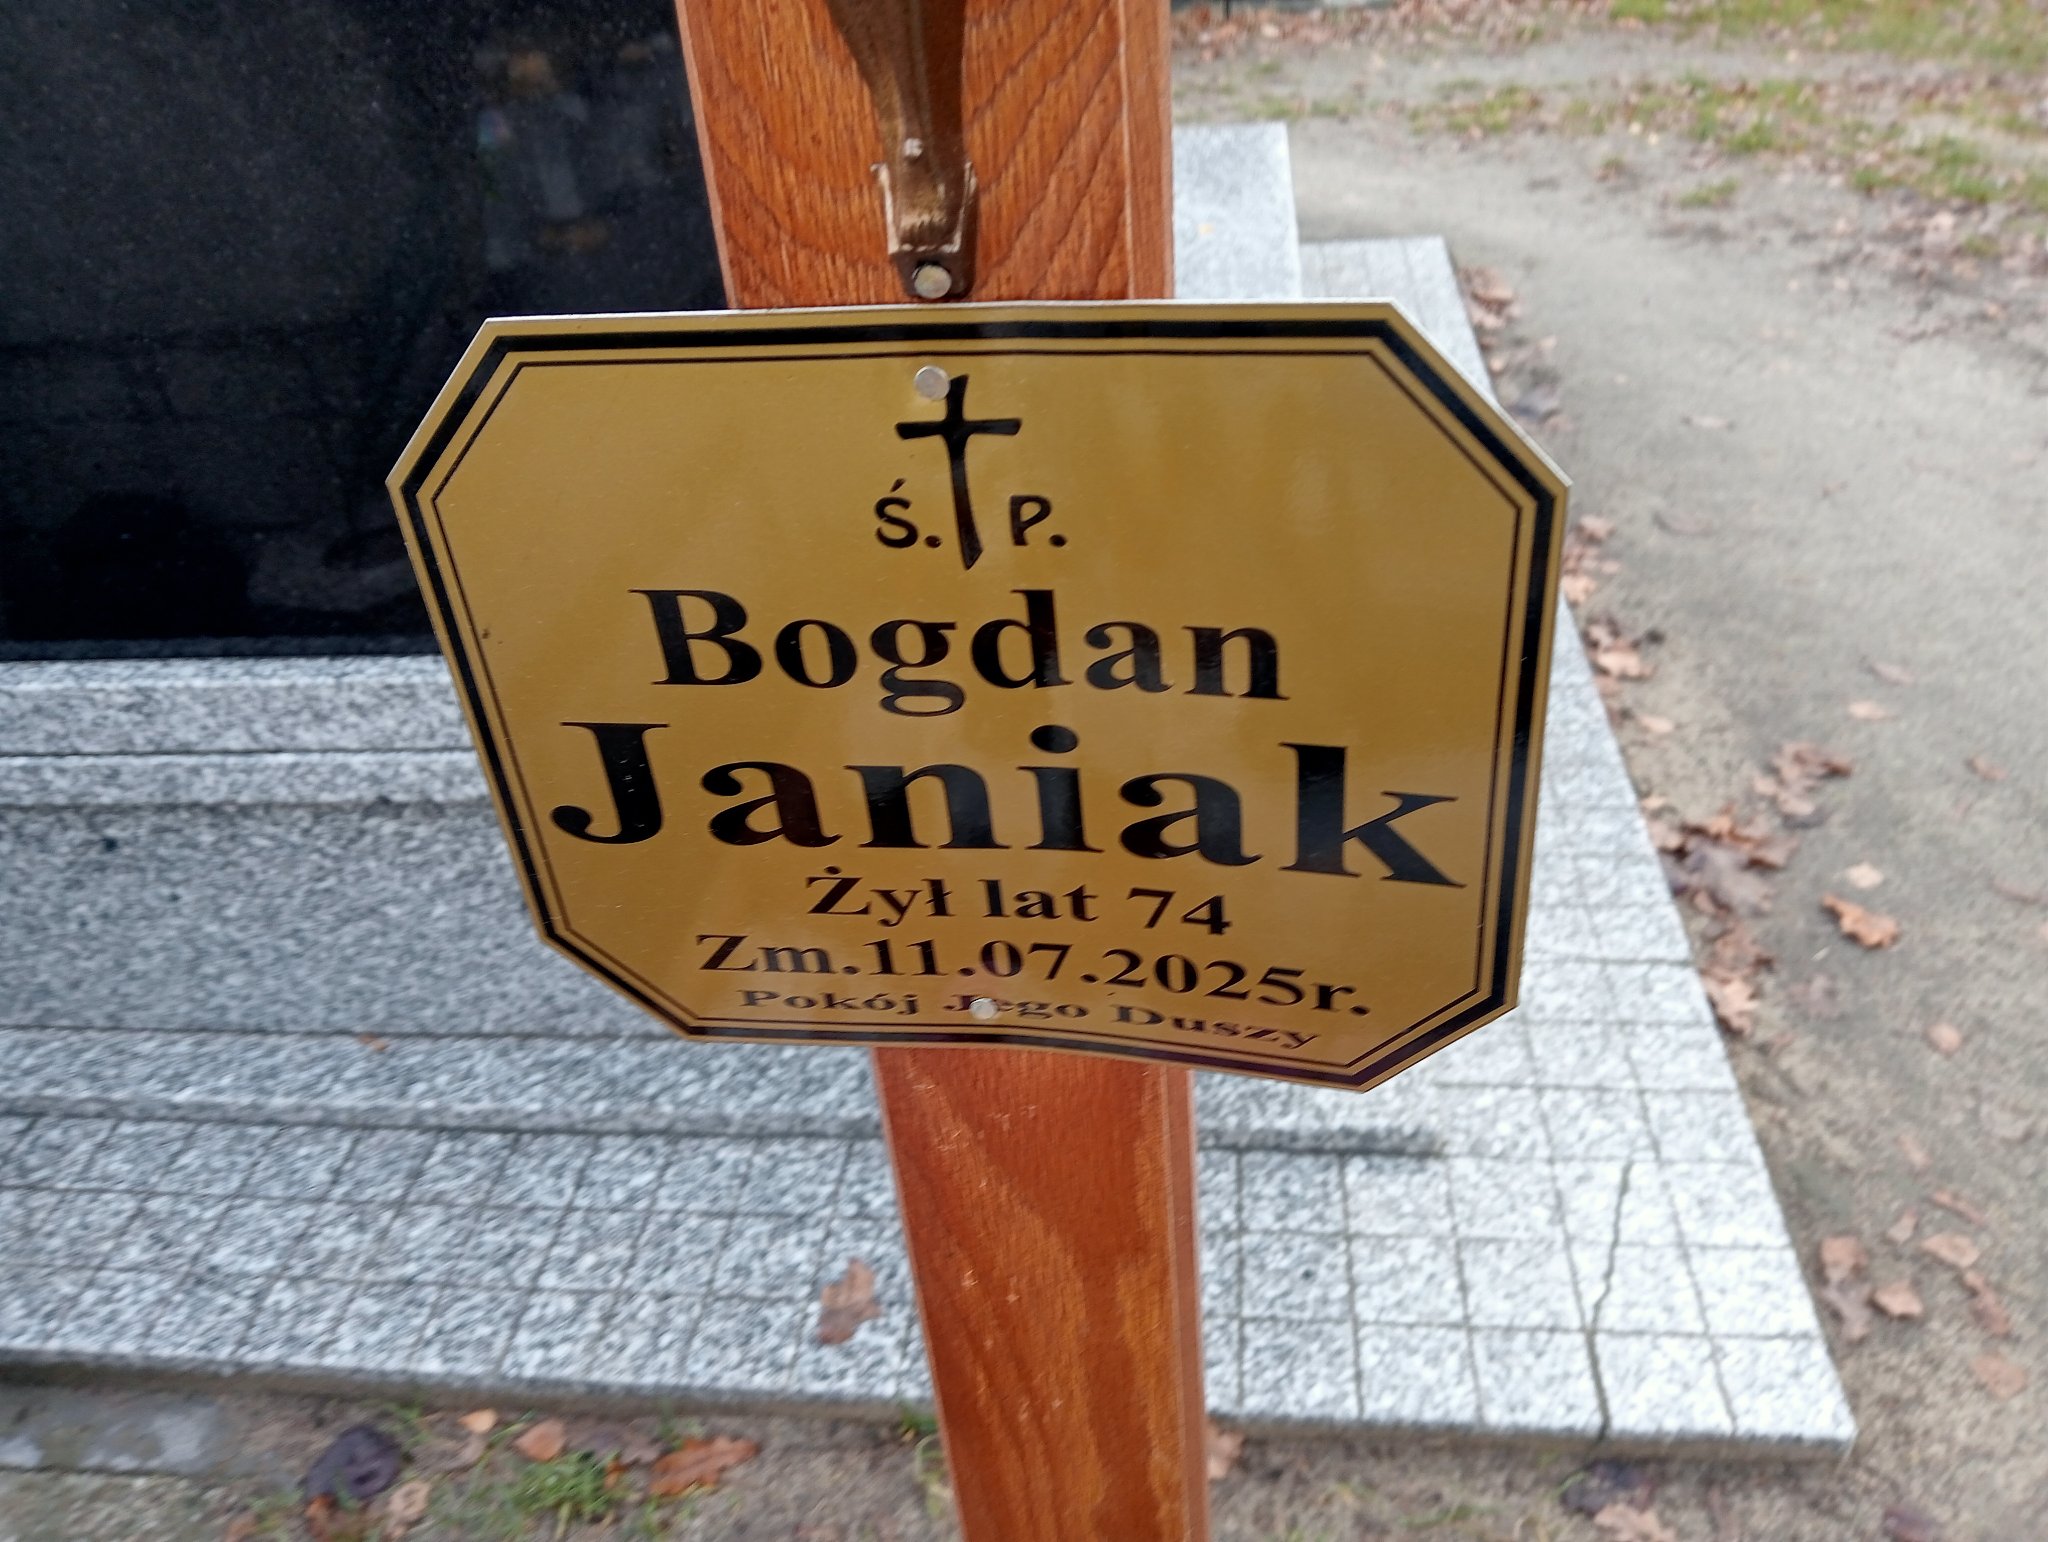 Ś. P.
Bogdan
Janiak
Żył lat 74
Zm.11.07.2025r.
Pokój Jego Duszy